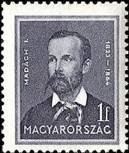 MADÁCH I.
1823 - 1864
1f
MAGYARORSZÁG